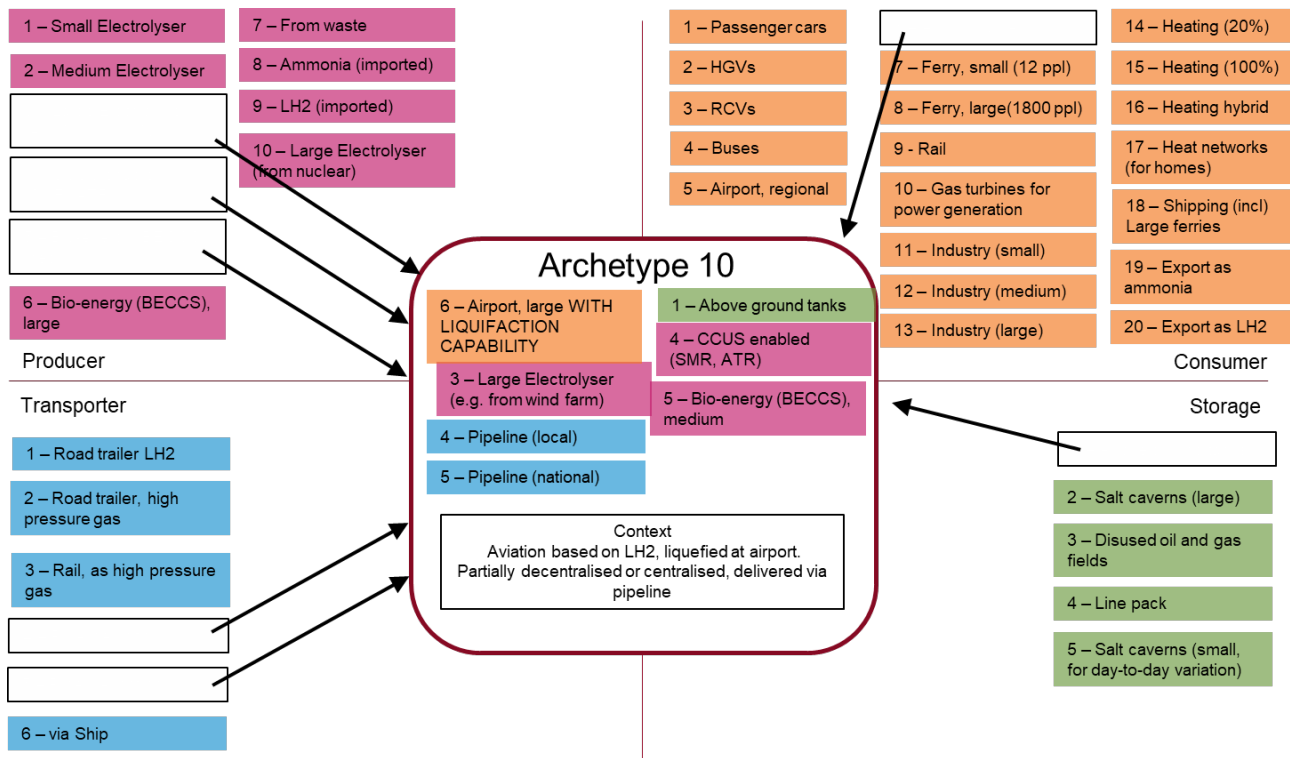 1 – Small Electrolyser
2 – Medium Electrolyser
6 – Bio-energy (BECCS),
large
Producer
7 – From waste
8 – Ammonia (imported)
9 – LH2 (imported)
10 – Large Electrolyser
(from nuclear)
1 – Passenger cars
2 – HGVs
3 – RCVs
4 – Buses
5 – Airport, regional
7 – Ferry, small (12 ppl)
8 – Ferry, large(1800 ppl)
9 - Rail
10 – Gas turbines for
power generation
11 – Industry (small)
12 – Industry (medium)
13 – Industry (large)
14 – Heating (20%)
15 – Heating (100%)
16 – Heating hybrid
17 – Heat networks
(for homes)
18 – Shipping (incl)
Large ferries
19 – Export as
ammonia
20 – Export as LH2
Consumer
Archetype 10
6 – Airport, large WITH
LIQUIFACTION
CAPABILITY
1 – Above ground tanks
4 – CCUS enabled
(SMR, ATR)
3 – Large Electrolyser
(e.g. from wind farm)
5 – Bio-energy (BECCS),
medium
4 – Pipeline (local)
5 – Pipeline (national)
Context
Aviation based on LH2, liquefied at airport.
Partially decentralised or centralised, delivered via
pipeline
Transporter
1 – Road trailer LH2
2 – Road trailer, high
pressure gas
3 – Rail, as high pressure
gas
6 – via Ship
Storage
2 – Salt caverns (large)
3 – Disused oil and gas
fields
4 – Line pack
5 – Salt caverns (small,
for day-to-day variation)